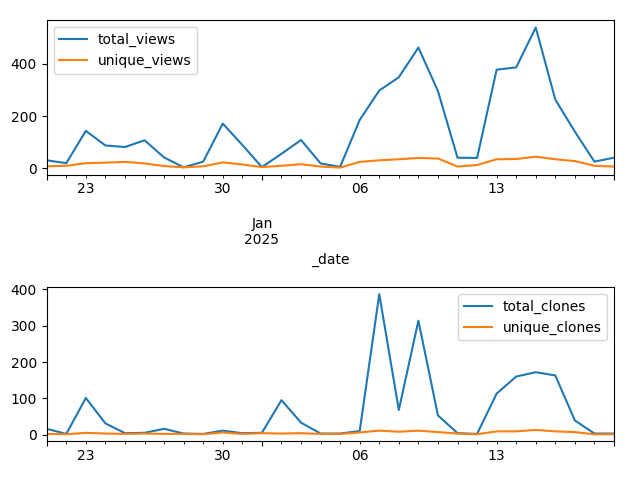 total_views
unique_views
400
200
0
23
30
06
13
Jan
2025
_date
400
300
200
100
0
total_clones
unique_clones
23
30
06
13